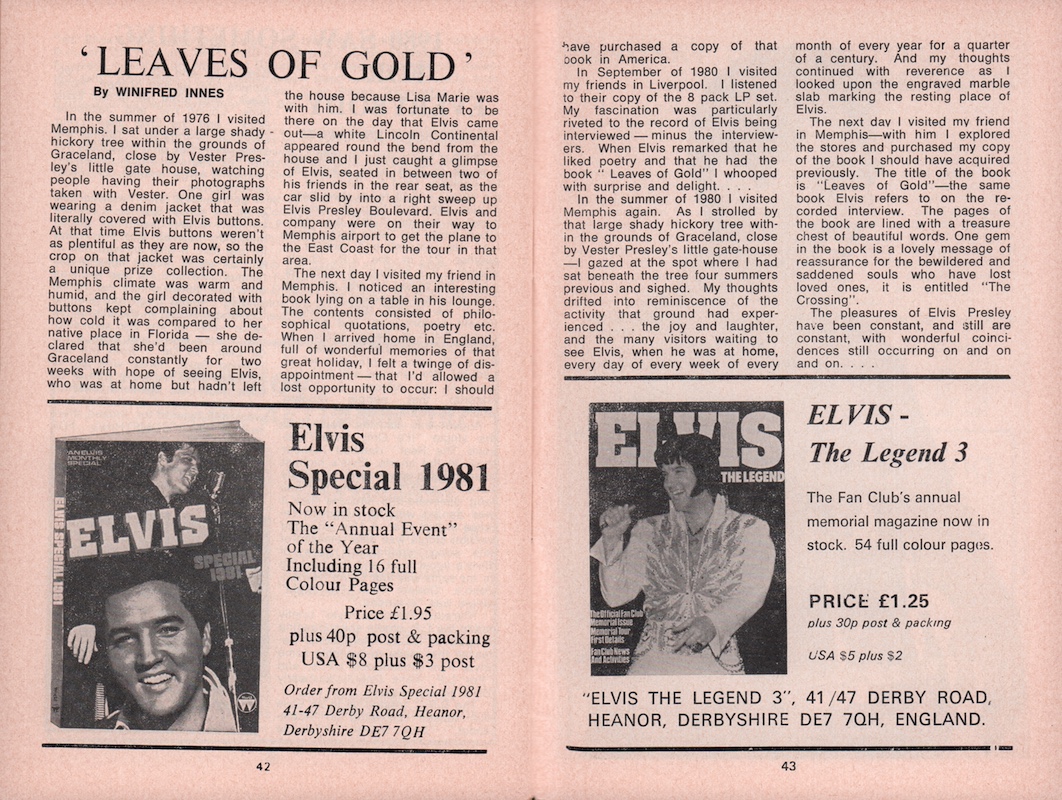 ‘LEAVES OF GOLD’
By WINIFRED INNES
In the summer of 1976 I visited
Memphis. I sat under a large shady
hickory tree within the grounds of
Graceland, close by Vester Pres-
ley's little gate house, watching
people having their photographs
taken with Vester. One girl was
wearing a denim jacket that was
literally covered with Elvis buttons.
At that time Elvis buttons weren't
as plentiful as they are now, so the
crop on that jacket was certainly
a unique prize collection. The
Memphis climate was warm and
humid, and the girl decorated with
buttons kept complaining about
how cold it was compared to her
native place in Florida — she de-
clared that she'd been around
Graceland constantly for two
weeks with hope of seeing Elvis,
who was at home but hadn't left
the house because Lisa Marie was
with him. I was fortunate to be
there on the day that Elvis came
out—a white Lincoln Continental
appeared round the bend from the
house and I just caught a glimpse
of Elvis, seated in between two of
his friends in the rear seat, as the
car slid by into a right sweep up
Elvis Presley Boulevard. Elvis and
company were on their way to
Memphis airport to get the plane to
the East Coast for the tour in that
area.
The next day I visited my friend in
Memphis. I noticed an interesting
book lying on a table in his lounge.
The contents consisted of philo-
sophical quotations, poetry etc.
When I arrived home in England,
full of wonderful memories of that
great holiday, I felt a twinge of dis-
appointment — that I'd allowed a
lost opportunity to occur: I should
ELVIS SPECIAL 1981
AN ELVIS
MONTHLY
SPECIAL
ELVIS
SPECIAL
1981
Elvis
Special 1981
Now in stock
The “Annual Event”
of the Year
Including 16 full
Colour Pages
Price £1.95
plus 40p post & packing
USA $8 plus $3 post
Order from Elvis Special 1981
41-47 Derby Road, Heanor,
Derbyshire DE7 7QH
42
have purchased a copy of that
book in America.
In September of 1980 I visited
my friends in Liverpool. I listened
to their copy of the 8 pack LP set.
My fascination was particularly
riveted to the record of Elvis being
interviewed — minus the interview-
ers. When Elvis remarked that he
liked poetry and that he had the
book “ Leaves of Gold” I whooped
with surprise and delight. . . .
In the summer of 1980 I visited
Memphis again. As I strolled by
that large shady hickory tree with-
in the grounds of Graceland, close
by Vester Presley's little gate-house
—I gazed at the spot where I had
sat beneath the tree four summers
previous and sighed. My thoughts
drifted into reminiscence of the
activity that ground had exper-
ienced . . . the joy and laughter,
and the many visitors waiting to
see Elvis, when he was at home,
every day of every week of every
month of every year for a quarter
of a century. And my thoughts
continued with reverence as I
looked upon the engraved marble
slab marking the resting place of
Elvis.
The next day I visited my friend
in Memphis—with him I explored
the stores and purchased my copy
of the book I should have acquired
previously. The title of the book
is “Leaves of Gold”—the same
book Elvis refers to on the re-
corded interview. The pages of
the book are lined with a treasure
chest of beautiful words. One gem
in the book is a lovely message of
reassurance for the bewildered and
saddened souls who have lost
loved ones, it is entitled “The
Crossing”.
The pleasures of Elvis Presley
have been constant, and still are
constant, with wonderful coinci-
dences still occurring on and on
and on. . . .
ELVIS
THE LEGEND
The Official Fan Club
Memorial Issue
Memorial Tour
First Details
Fan Club News
And Activities
ELVIS -
The Legend 3
The Fan Club's annual
memorial magazine now in
stock. 54 full colour pages.
PRICE £1.25
plus 30p post & packing
USA $5 plus $2
“ELVIS THE LEGEND 3”, 41/47 DERBY ROAD,
HEANOR, DERBYSHIRE DE7 7QH, ENGLAND.
43